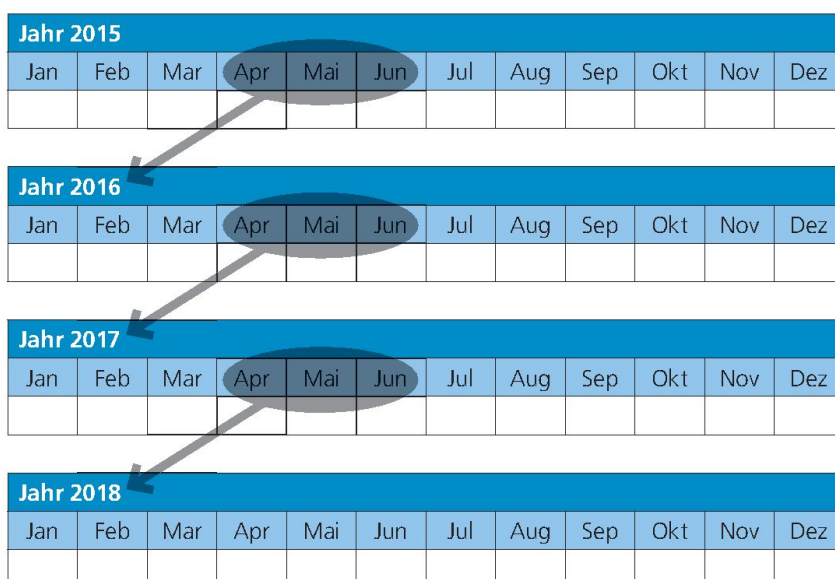 Jahr 2015
Jan Feb Mar Apr Mai Jun Jul Aug Sep Okt Nov Dez
Jahr 2016
Jan Feb Mar Apr Mai Jun Jul Aug Sep Okt Nov Dez
Jahr 2017
Jan Feb Mar Apr Mai Jun Jul Aug Sep Okt Nov Dez
Jahr 2018
Jan Feb Mar Apr Mai Jun Jul Aug Sep Okt Nov Dez